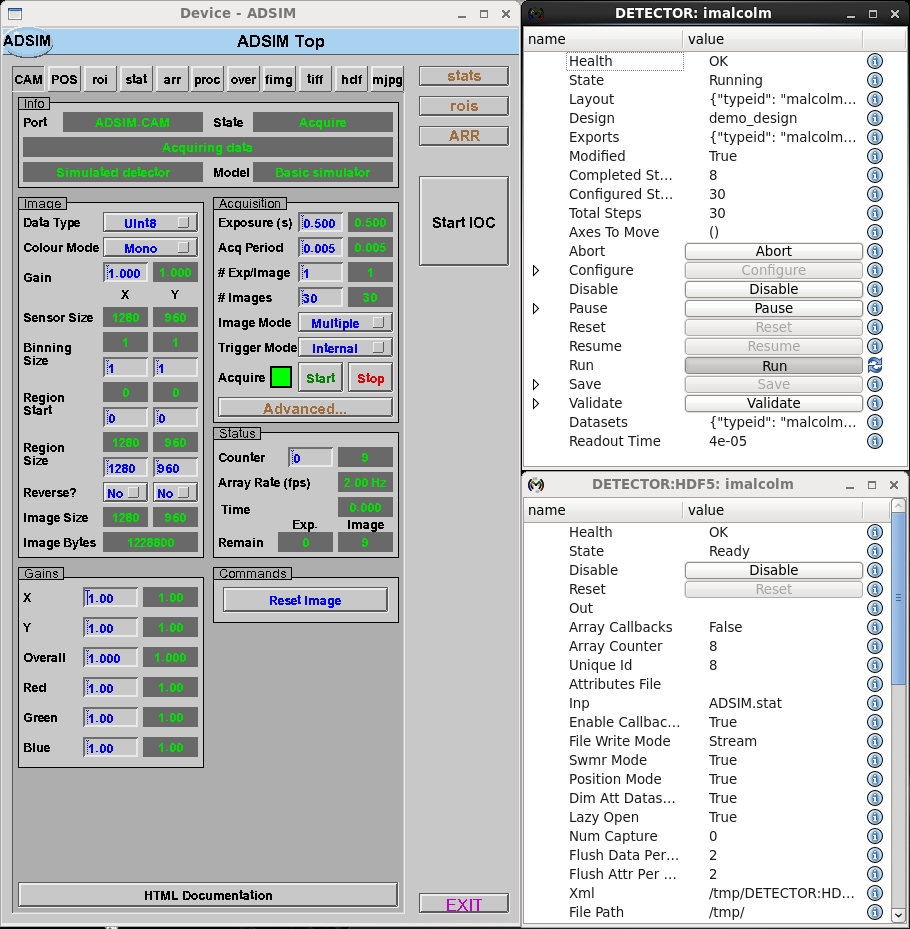 Device - ADSIM
ADSIM
ADSIM Top
CAM POS roi stat arr proc over fimg tiff hdf mjpg
Info
Port ADSIM.CAM State Acquire
Acquiring data
Simulated detector Model Basic simulator
Image
Data Type UInt8
Colour Mode Mono
Gain 1.000 1.000
X Y
Sensor Size 1280 960
Binning Size 1 1
1 1
Region Start 0 0
0 0
Region Size 1280 960
1280 960
Reverse? No No
Image Size 1280 960
Image Bytes 1228800
Acquisition
Exposure (s) 0.500 0.500
Acq Period 0.005 0.005
# Exp/Image 1 1
# Images 30 30
Image Mode Multiple
Trigger Mode Internal
Acquire Start Stop
Advanced...
Status
Counter 0 9
Array Rate (fps) 2.00 Hz
Time 0.000
Exp. Image
Remain 0 9
Gains
X 1.00 1.00
Y 1.00 1.00
Overall 1.000 1.000
Red 1.00 1.00
Green 1.00 1.00
Blue 1.00 1.00
Commands
Reset Image
HTML Documentation
stats
rois
ARR
Start IOC
EXIT
DETECTOR: imalcolm
name value
Health OK
State Running
Layout {"typeid": "malcolm...
Design demo_design
Exports {"typeid": "malcolm...
Modified True
Completed St... 8
Configured St... 30
Total Steps 30
Axes To Move ()
Abort Abort
Configure Configure
Disable Disable
Pause Pause
Reset Reset
Resume Resume
Run Run
Save Save
Validate Validate
Datasets {"typeid": "malcolm...
Readout Time 4e-05
DETECTOR:HDF5: imalcolm
name value
Health OK
State Ready
Disable Disable
Reset Reset
Out
Array Callbacks False
Array Counter 8
Unique Id 8
Attributes File
Inp ADSIM.stat
Enable Callbac... True
File Write Mode Stream
Swmr Mode True
Position Mode True
Dim Att Datas... True
Lazy Open True
Num Capture 0
Flush Data Per... 2
Flush Attr Per ... 2
Xml /tmp/DETECTOR:HD...
File Path /tmp/